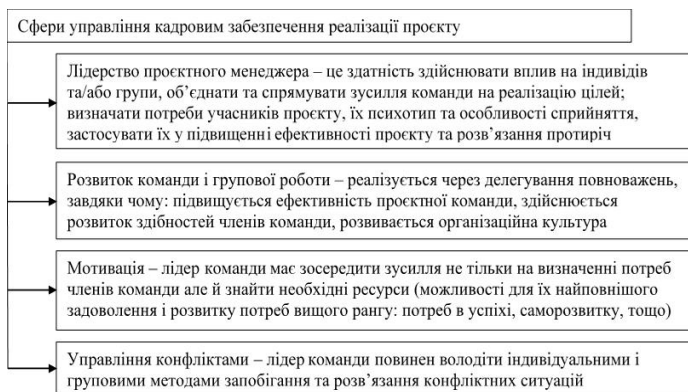 Сфери управління кадровим забезпечення реалізації проєкту
Лідерство проєктного менеджера – це здатність здійснювати вплив на індивідів
та/або групи, об’єднати та спрямувати зусилля команди на реалізацію цілей;
визначати потреби учасників проєкту, їх психотип та особливості сприйняття,
застосувати їх у підвищенні ефективності проєкту та розв’язання протиріч
Розвиток команди і групової роботи – реалізується через делегування повноважень,
завдяки чому: підвищується ефективність проєктної команди, здійснюється
розвиток здібностей членів команди, розвивається організаційна культура
Мотивація – лідер команди має зосередити зусилля не тільки на визначенні потреб
членів команди але й знайти необхідні ресурси (можливості для їх найповнішого
задоволення і розвитку потреб вищого рангу: потреб в успіхі, саморозвитку, тощо)
Управління конфліктами – лідер команди повинен володіти індивідуальними і
груповими методами запобігання та розв’язання конфліктних ситуацій